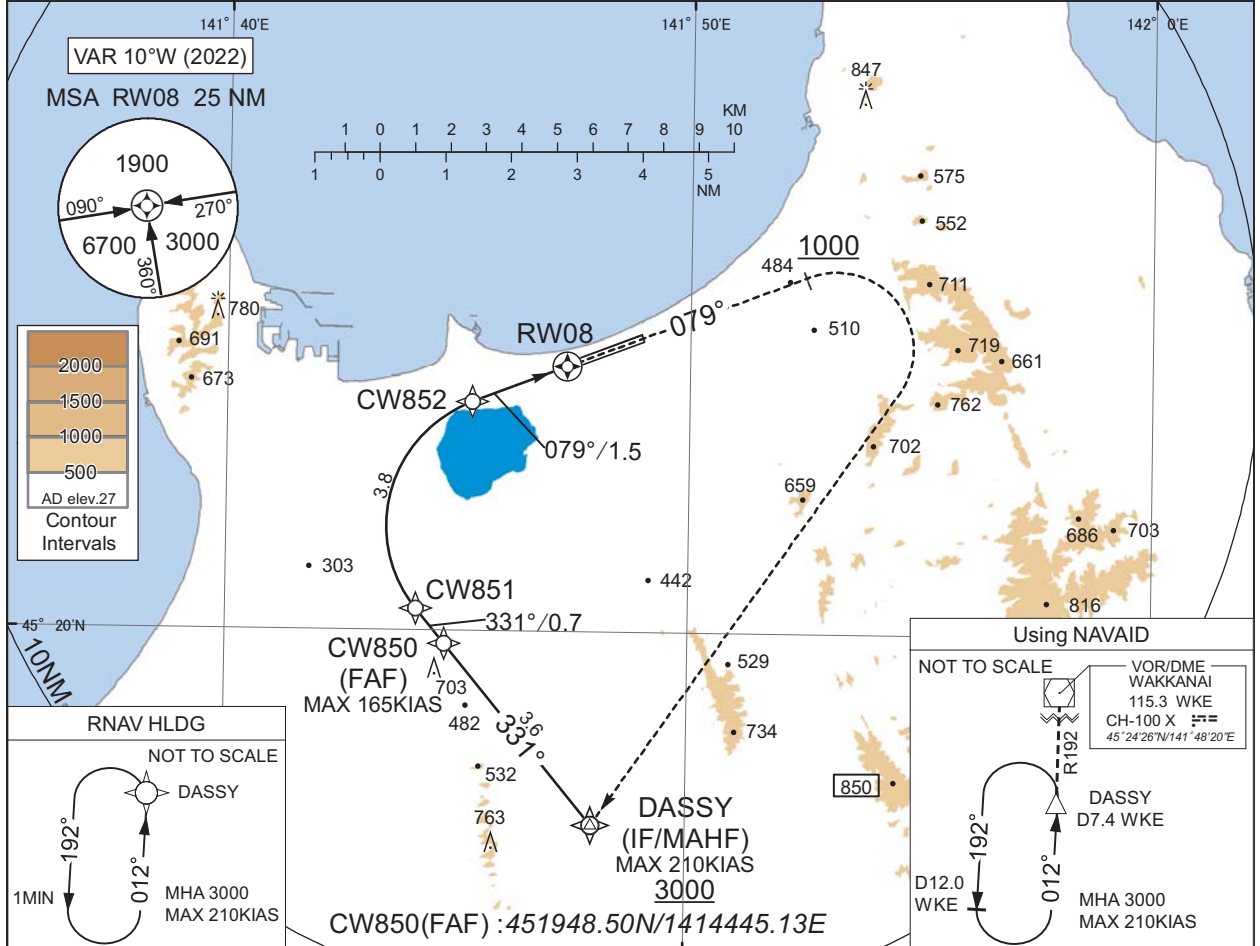 141° 40'E
141° 50'E
142° 0'E
VAR 10°W (2022)
MSA RW08 25 NM
1900
090°
270°
6700
3000
360°
KM
1 0 1 2 3 4 5 6 7 8 9 10
1 0 1 2 3 4 5
NM
847
575
552
1000
484
711
079°
510
780
691
673
RW08
719
661
762
702
CW852
079°/1.5
3.8
2000
1500
1000
500
AD elev.27
Contour
Intervals
659
686
703
303
442
816
CW851
331°/0.7
45° 20'N
10NM
CW850
(FAF)
MAX 165KIAS
703
482
3.6
331°
529
734
532
763
850
DASSY
(IF/MAHF)
MAX 210KIAS
3000
CW850(FAF) :451948.50N/1414445.13E
RNAV HLDG
NOT TO SCALE
DASSY
192°
012°
1MIN
MHA 3000
MAX 210KIAS
Using NAVAID
NOT TO SCALE
VOR/DME
WAKKANAI
115.3 WKE
CH-100 X
45°24'26"N/141°48'20"E
R192
DASSY
D7.4 WKE
192°
012°
D12.0
WKE
MHA 3000
MAX 210KIAS